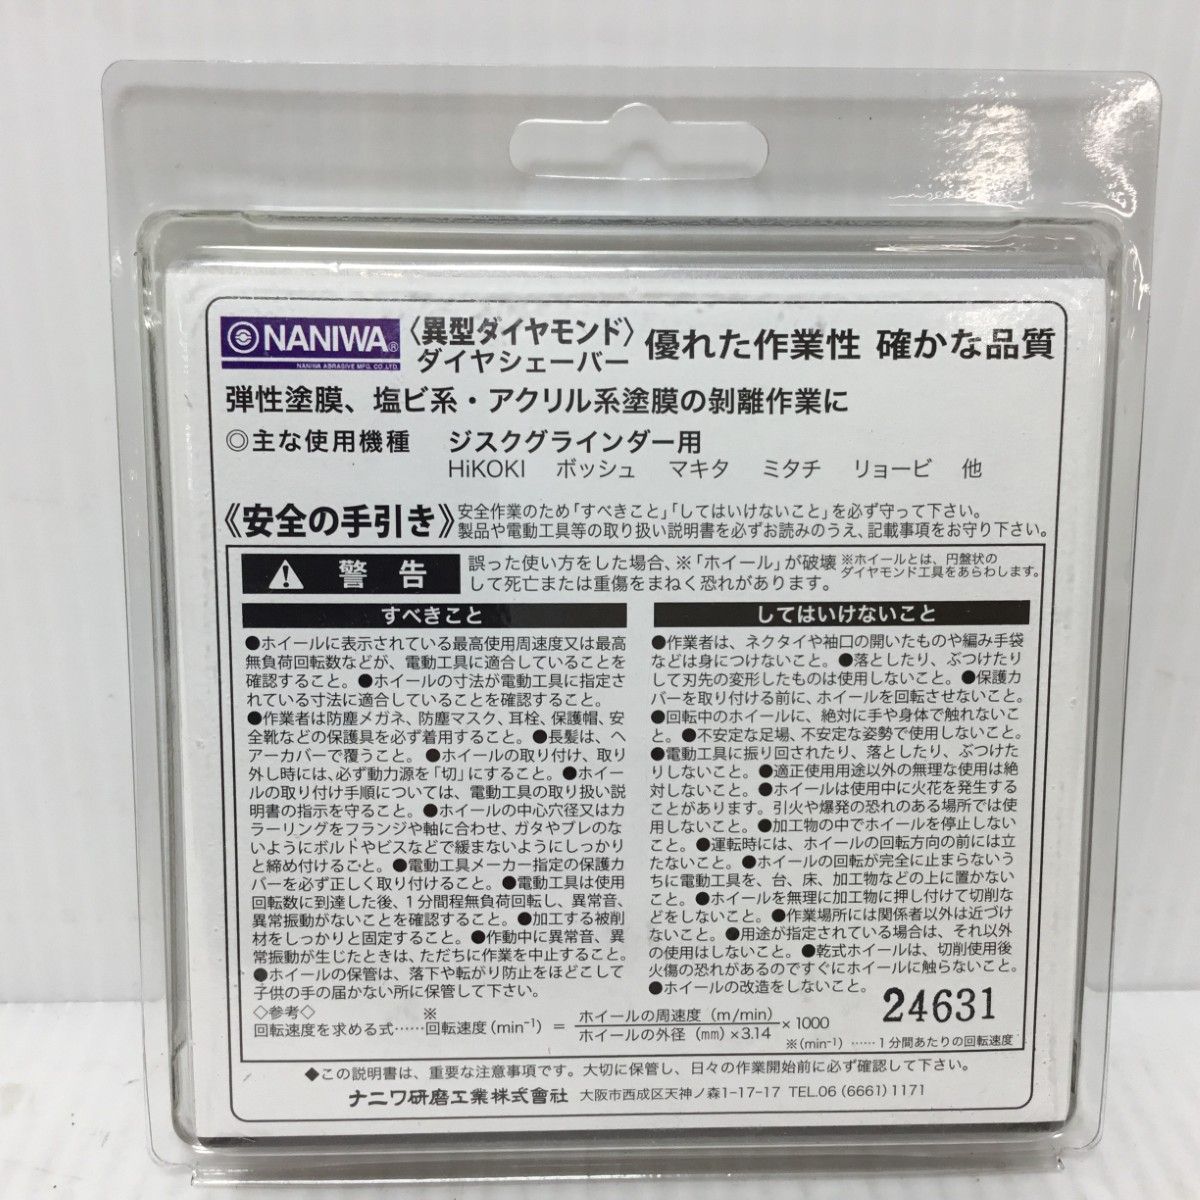 NANIWA®
NANIWA ABRASIVE MFG. CO.,LTD.
〈異型ダイヤモンド〉
ダイヤシェーバー
優れた作業性 確かな品質
弾性塗膜、塩ビ系・アクリル系塗膜の剝離作業に
◎主な使用機種 ジスクグラインダー用
HiKOKI ボッシュ マキタ ミタチ リョービ 他
《安全の手引き》
安全作業のため「すべきこと」「してはいけないこと」を必ず守って下さい。
製品や電動工具等の取り扱い説明書を必ずお読みのうえ、記載事項をお守り下さい。
警告
誤った使い方をした場合、※「ホイール」が破壊
して死亡または重傷をまねく恐れがあります。
※ホイールとは、円盤状の
ダイヤモンド工具をあらわします。
すべきこと
●ホイールに表示されている最高使用周速度又は最高
無負荷回転数などが、電動工具に適合していることを
確認すること。●ホイールの寸法が電動工具に指定さ
れている寸法に適合していることを確認すること。
●作業者は防塵メガネ、防塵マスク、耳栓、保護帽、安
全靴などの保護具を必ず着用すること。●長髪は、ヘ
アーカバーで覆うこと。●ホイールの取り付け、取り
外し時には、必ず動力源を「切」にすること。●ホイー
ルの取り付け手順については、電動工具の取り扱い説
明書の指示を守ること。●ホイールの中心穴径又はカ
ラーリングをフランジや軸に合わせ、ガタやブレのな
いようにボルトやビスなどで緩まないようにしっかり
と締め付けること。●電動工具メーカー指定の保護カ
バーを必ず正しく取り付けること。●電動工具は使用
回転数に到達した後、1分間程無負荷回転し、異常音、
異常振動がないことを確認すること。●加工する被削
材をしっかりと固定すること。●作動中に異常音、異
常振動が生じたときは、ただちに作業を中止すること。
●ホイールの保管は、落下や転がり防止をほどこして
子供の手の届かない所に保管して下さい。
してはいけないこと
●作業者は、ネクタイや袖口の開いたものや編み手袋
などは身につけないこと。●落としたり、ぶつけたり
して刃先の変形したものは使用しないこと。●保護カ
バーを取り付ける前に、ホイールを回転させないこと。
●回転中のホイールに、絶対に手や身体で触れないこ
と。●不安定な足場、不安定な姿勢で使用しないこと。
●電動工具に振り回されたり、落としたり、ぶつけた
りしないこと。●適正使用用途以外の無理な使用は絶
対しないこと。●ホイールは使用中に火花を発生する
ことがあります。引火や爆発の恐れのある場所では使
用しないこと。●加工物の中でホイールを停止しない
こと。●運転時には、ホイールの回転方向の前には立
たないこと。●ホイールの回転が完全に止まらないう
ちに電動工具を、台、床、加工物などの上に置かない
こと。●ホイールを無理に加工物に押し付けて切削な
どをしないこと。●作業場所には関係者以外は近づけ
ないこと。●用途が指定されている場合は、それ以外
の使用はしないこと。●乾式ホイールは、切削使用後
火傷の恐れがあるのですぐにホイールに触らないこと。
●ホイールの改造をしないこと。
24631
◇参考◇
回転速度を求める式……回転速度※(min⁻¹) = ホイールの周速度 (m/min) / ホイールの外径 (mm) ×3.14 × 1000
※(min⁻¹) ……1分間あたりの回転速度
◆この説明書は、重要な注意事項です。大切に保管し、日々の作業開始前に必ず確認して下さい。
ナニワ研磨工業株式會社 大阪市西成区天神ノ森1-17-17 TEL.06 (6661) 1171